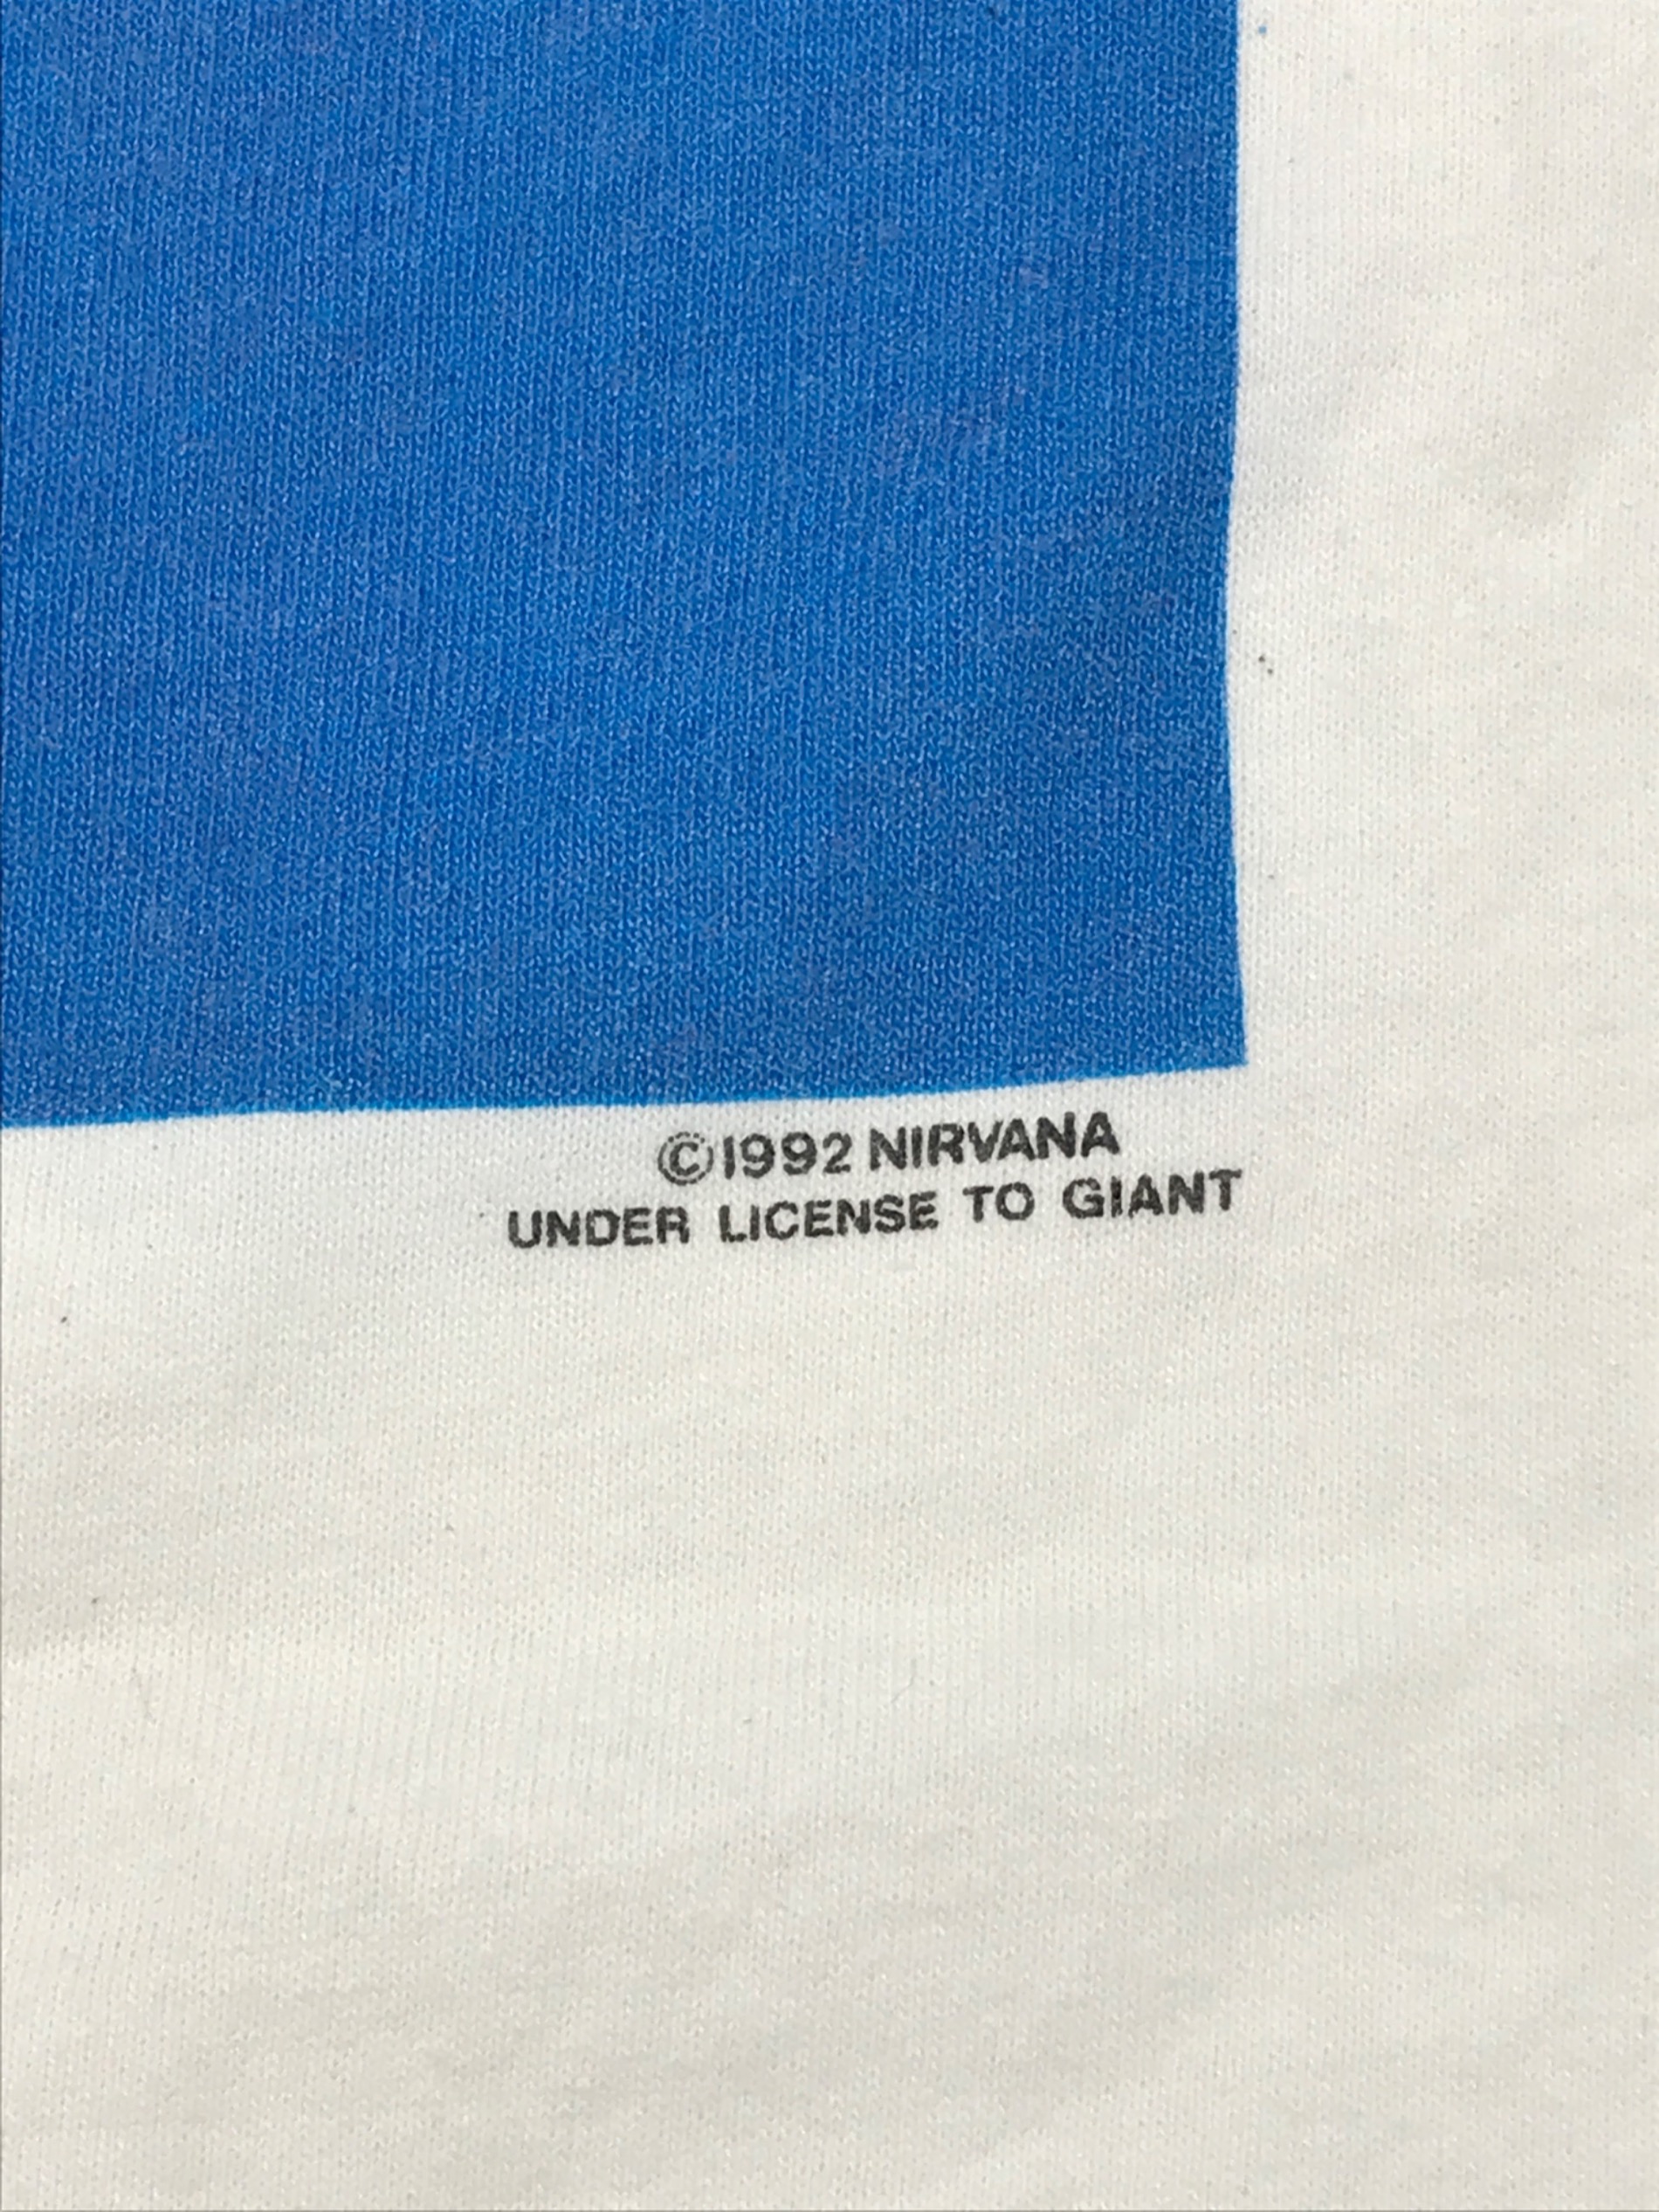 ©1992 NIRVANA
UNDER LICENSE TO GIANT